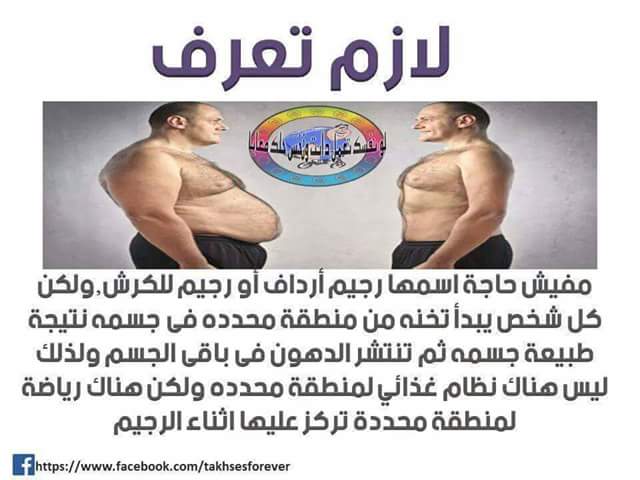 لازم تعرف
مفيش حاجة اسمها رجيم أرداف أو رجيم للكرش,ولكن
كل شخص يبدأ تخنه من منطقة محدده فى جسمه نتيجة
طبيعة جسمه ثم تنتشر الدهون فى باقى الجسم ولذلك
ليس هناك نظام غذائي لمنطقة محدده ولكن هناك رياضة
لمنطقة محددة تركز عليها اثناء الرجيم
https://www.facebook.com/takhsesforever